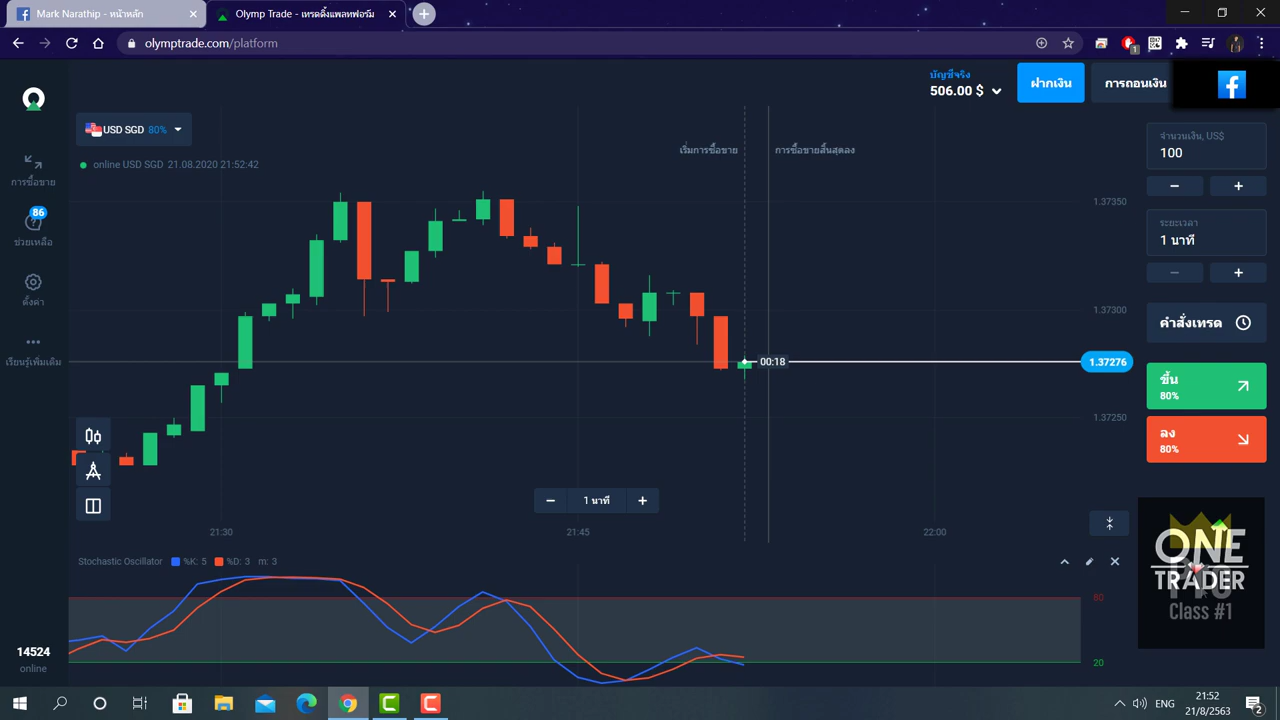 Mark Narathip - หน้าหลัก
Olymp Trade - เทรดดิ้งแพลทฟอร์ม
olymptrade.com/platform
1
บัญชีจริง
506.00 $
ฝากเงิน
การถอนเงิน
USD SGD 80%
online USD SGD 21.08.2020 21:52:42
เริ่มการซื้อขาย
การซื้อขายสิ้นสุดลง
การซื้อขาย
86
ช่วยเหลือ
ตั้งค่า
เรียนรู้เพิ่มเติม
1.37350
1.37300
00:18
1.37276
1.37250
จำนวนเงิน, US$
100
ระยะเวลา
1 นาที
คำสั่งเทรด
ขึ้น
80%
ลง
80%
1 นาที
21:30
21:45
22:00
Stochastic Oscillator %K: 5 %D: 3 m: 3
80
20
ONE
TRADER
Class #1
14524
online
ENG
21:52
21/8/2563
2